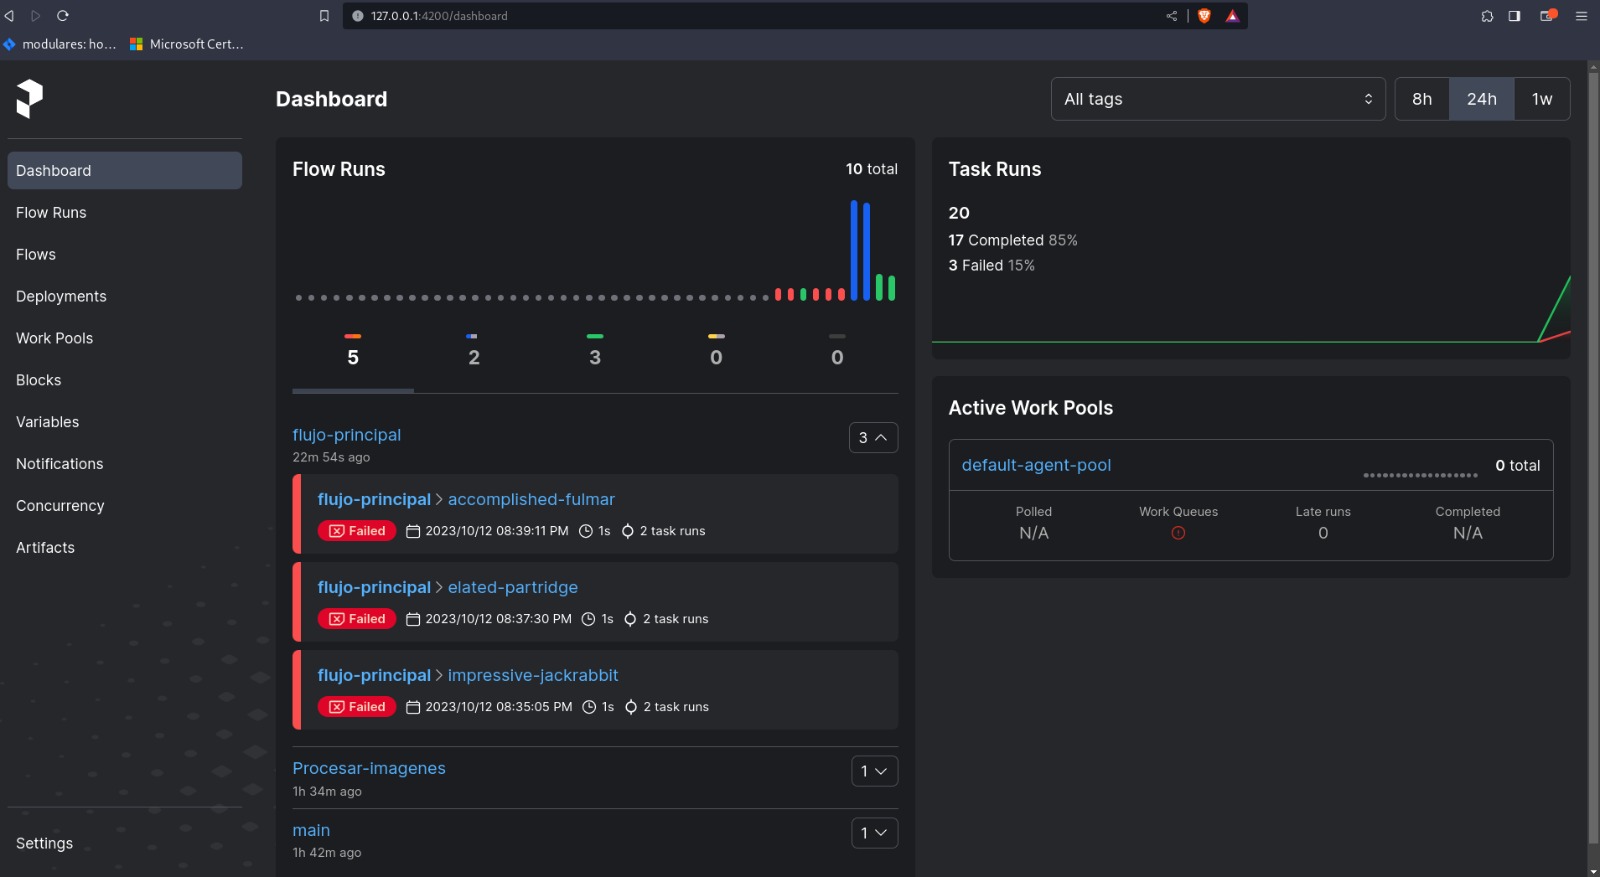 127.0.0.1:4200/dashboard
modulares: ho...
Microsoft Cert...
Dashboard
Flow Runs
Flows
Deployments
Work Pools
Blocks
Variables
Notifications
Concurrency
Artifacts
Settings
Dashboard
All tags
8h 24h 1w
Flow Runs
10 total
5 2 3 0 0
flujo-principal
3
22m 54s ago
flujo-principal > accomplished-fulmar
Failed 2023/10/12 08:39:11 PM 1s 2 task runs
flujo-principal > elated-partridge
Failed 2023/10/12 08:37:30 PM 1s 2 task runs
flujo-principal > impressive-jackrabbit
Failed 2023/10/12 08:35:05 PM 1s 2 task runs
Procesar-imagenes
1
1h 34m ago
main
1
1h 42m ago
Task Runs
20
17 Completed 85%
3 Failed 15%
Active Work Pools
default-agent-pool
0 total
Polled Work Queues Late runs Completed
N/A 0 N/A